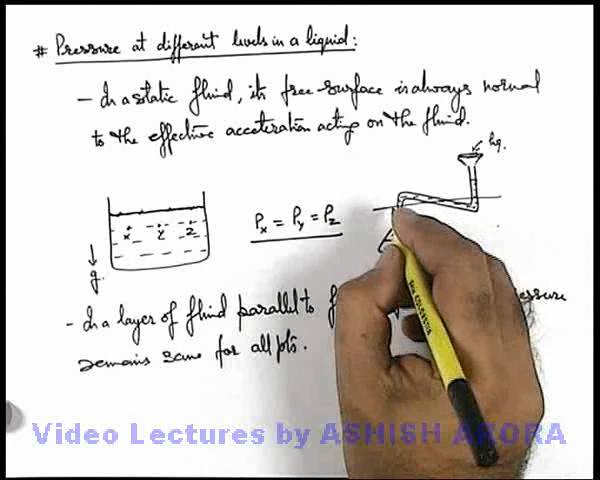 # Pressure at different levels in a liquid:
- In a static fluid, its free surface is always normal
to the effective acceleration acting on the fluid.
liq.
x y z
Px = Py = Pz
g.
- In a layer of fluid parallel to f
remains same for all pts.
Video Lectures by ASHISH ARORA